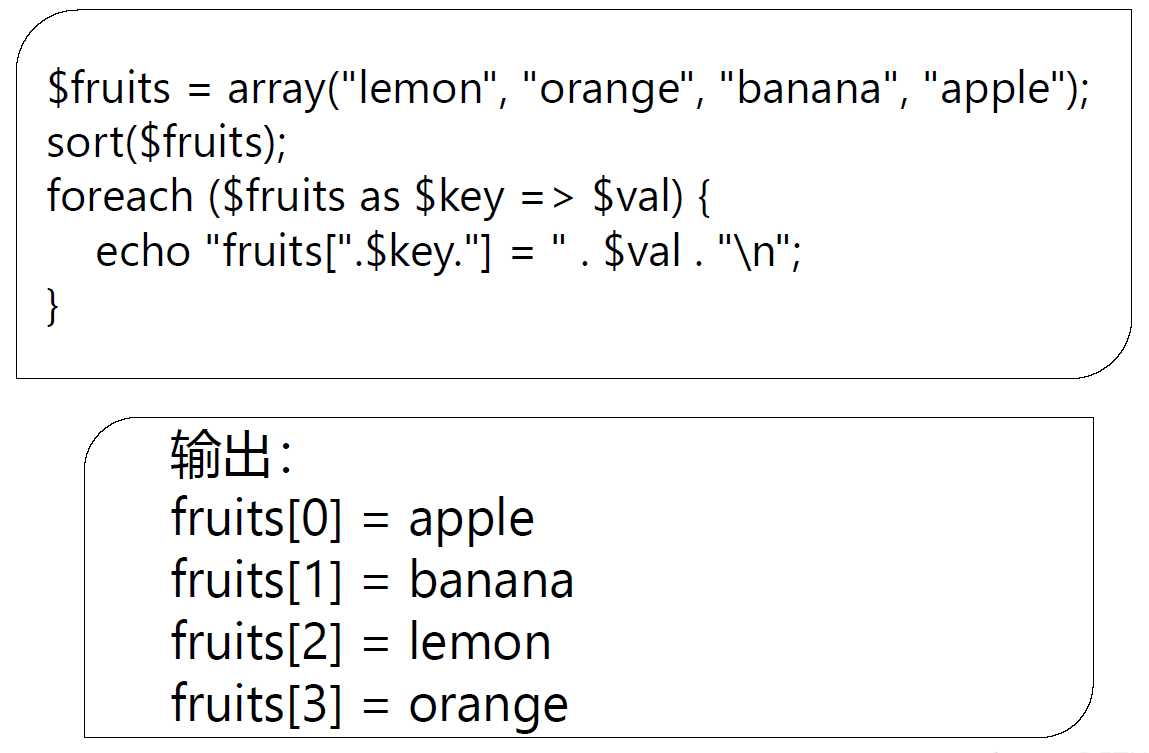 $fruits = array("lemon", "orange", "banana", "apple");
sort($fruits);
foreach ($fruits as $key => $val) {
    echo "fruits[".$key."] = " . $val . "\n";
}
输出：
fruits[0] = apple
fruits[1] = banana
fruits[2] = lemon
fruits[3] = orange